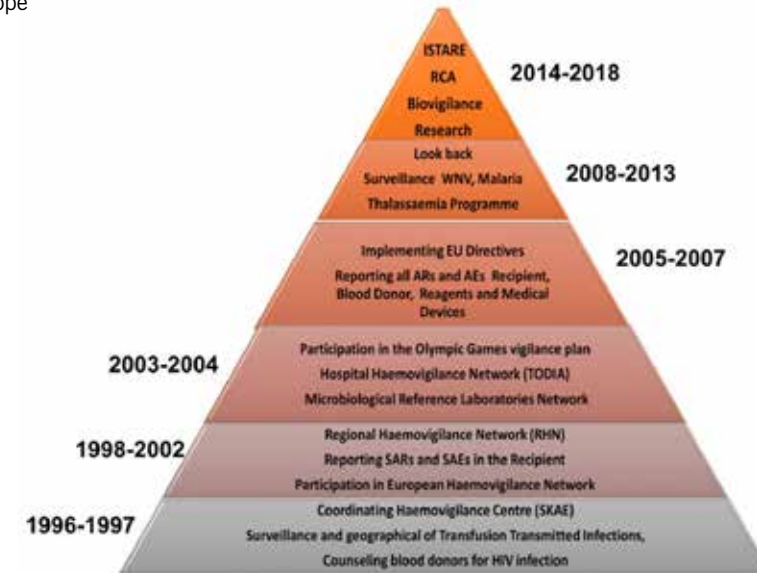 ope
ISTARE
RCA
Biovigilance
Research
2014-2018
Look back
Surveillance WNV, Malaria
Thalassaemia Programme
2008-2013
Implementing EU Directives
Reporting all ARs and AEs Recipient,
Blood Donor, Reagents and Medical
Devices
2005-2007
Participation in the Olympic Games vigilance plan
Hospital Haemovigilance Network (TODIA)
Microbiological Reference Laboratories Network
2003-2004
Regional Haemovigilance Network (RHN)
Reporting SARs and SAEs in the Recipient
Participation in European Haemovigilance Network
1998-2002
Coordinating Haemovigilance Centre (SKAE)
Surveillance and geographical of Transfusion Transmitted Infections,
Counseling blood donors for HIV infection
1996-1997